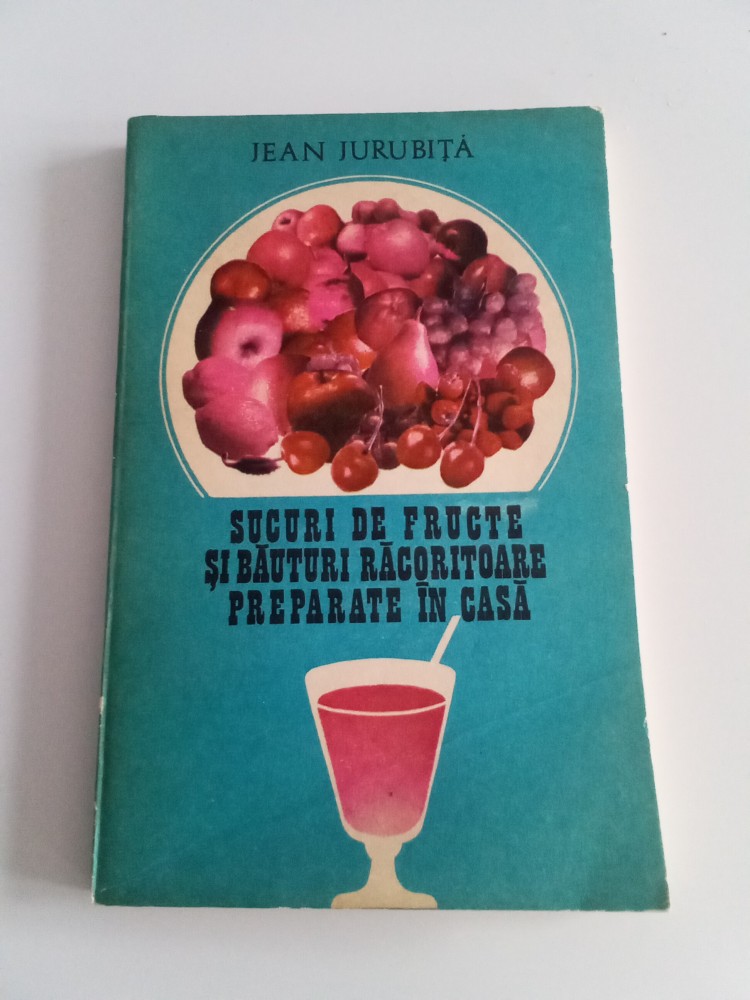 JEAN JURUBIȚĂ
SUCURI DE FRUCTE
ȘI BĂUTURI RĂCORITOARE
PREPARATE ÎN CASĂ